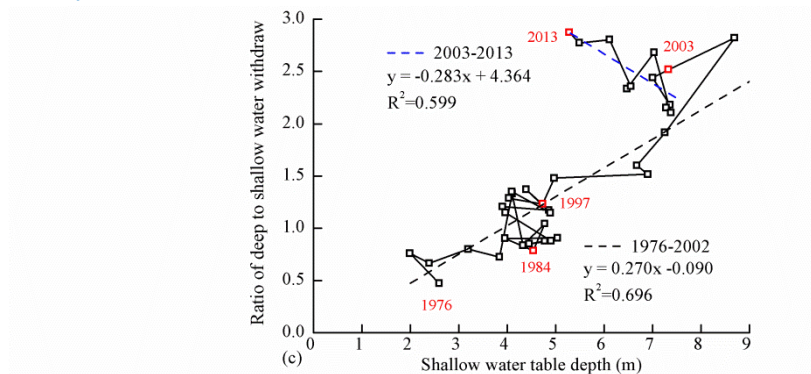 Ratio of deep to shallow water withdraw
3.0
2.5
2.0
1.5
1.0
0.5
0.0
2013
2003
2003-2013
y = -0.283x + 4.364
R²=0.599
1997
1984
1976
1976-2002
y = 0.270x -0.090
R²=0.696
0 1 2 3 4 5 6 7 8 9
(c)
Shallow water table depth (m)